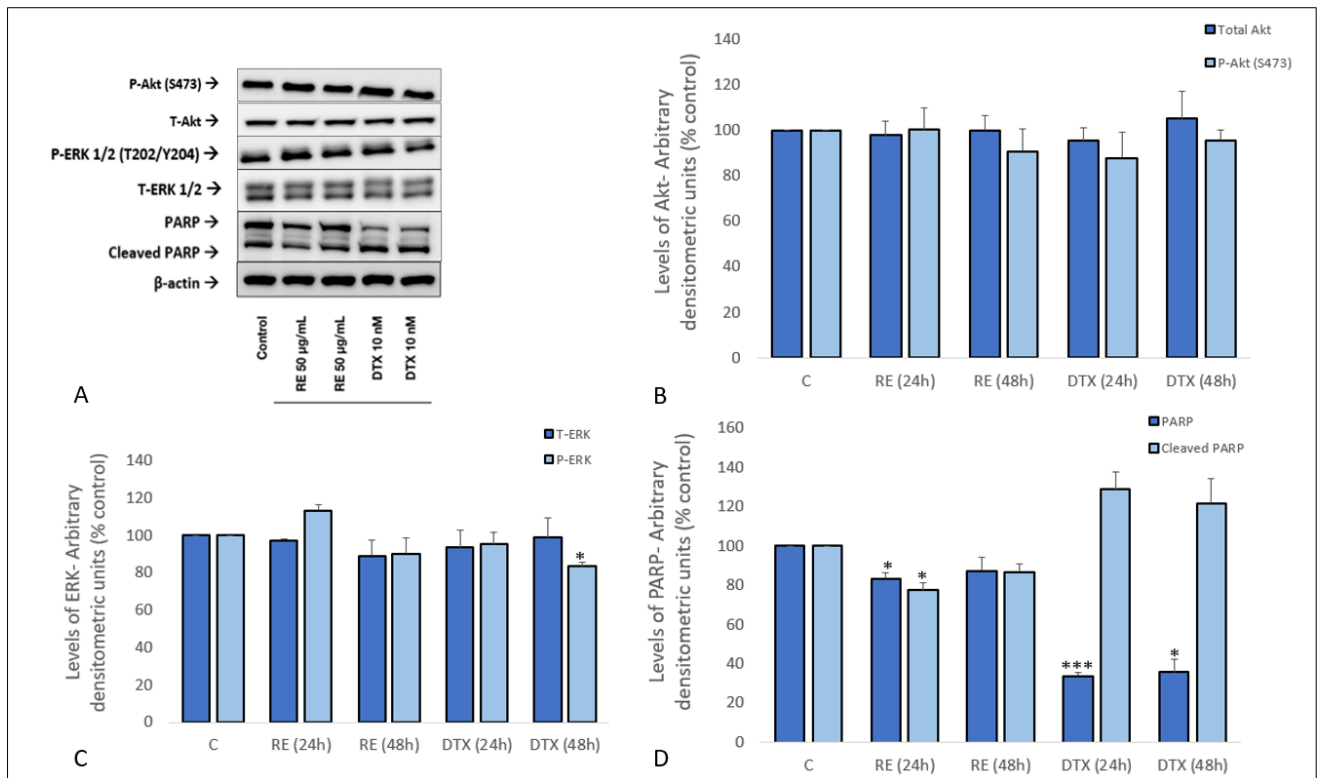 P-Akt (S473) →
T-Akt →
P-ERK 1/2 (T202/Y204) →
T-ERK 1/2 →
PARP →
Cleaved PARP →
β-actin →
Control
RE 50 µg/mL
RE 50 µg/mL
DTX 10 nM
DTX 10 nM
A
Total Akt
P-Akt (S473)
Levels of Akt- Arbitrary
densitometric units (% control)
140
120
100
80
60
40
20
0
C RE (24h) RE (48h) DTX (24h) DTX (48h)
B
T-ERK
P-ERK
Levels of ERK- Arbitrary
densitometric units (% control)
140
120
100
80
60
40
20
0
*
C RE (24h) RE (48h) DTX (24h) DTX (48h)
C
PARP
Cleaved PARP
Levels of PARP- Arbitrary
densitometric units (% control)
160
140
120
100
80
60
40
20
0
* * *** *
C RE (24h) RE (48h) DTX (24h) DTX (48h)
D